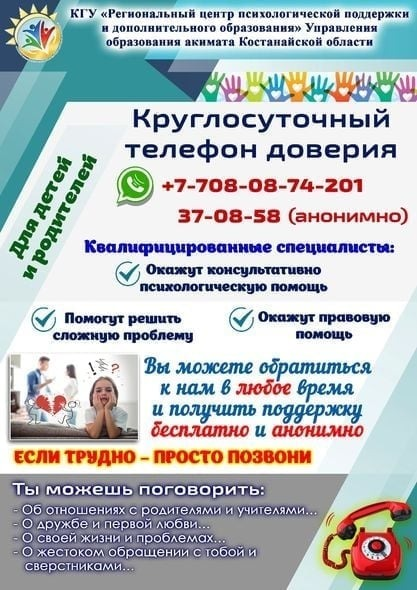 КГУ «Региональный центр психологической поддержки
и дополнительного образования» Управления
образования акимата Костанайской области
Круглосуточный
телефон доверия
Для детей
и родителей
+7-708-08-74-201
37-08-58 (анонимно)
Квалифицированные специалисты:
Окажут консультативно
психологическую помощь
Помогут решить
сложную проблему
Окажут правовую
помощь
Вы можете обратиться
к нам в любое время
и получить поддержку
бесплатно и анонимно
ЕСЛИ ТРУДНО – ПРОСТО ПОЗВОНИ
Ты можешь поговорить:
- Об отношениях с родителями и учителями...
- О дружбе и первой любви...
- О своей жизни и проблемах...
- О жестоком обращении с тобой и
сверстниками...